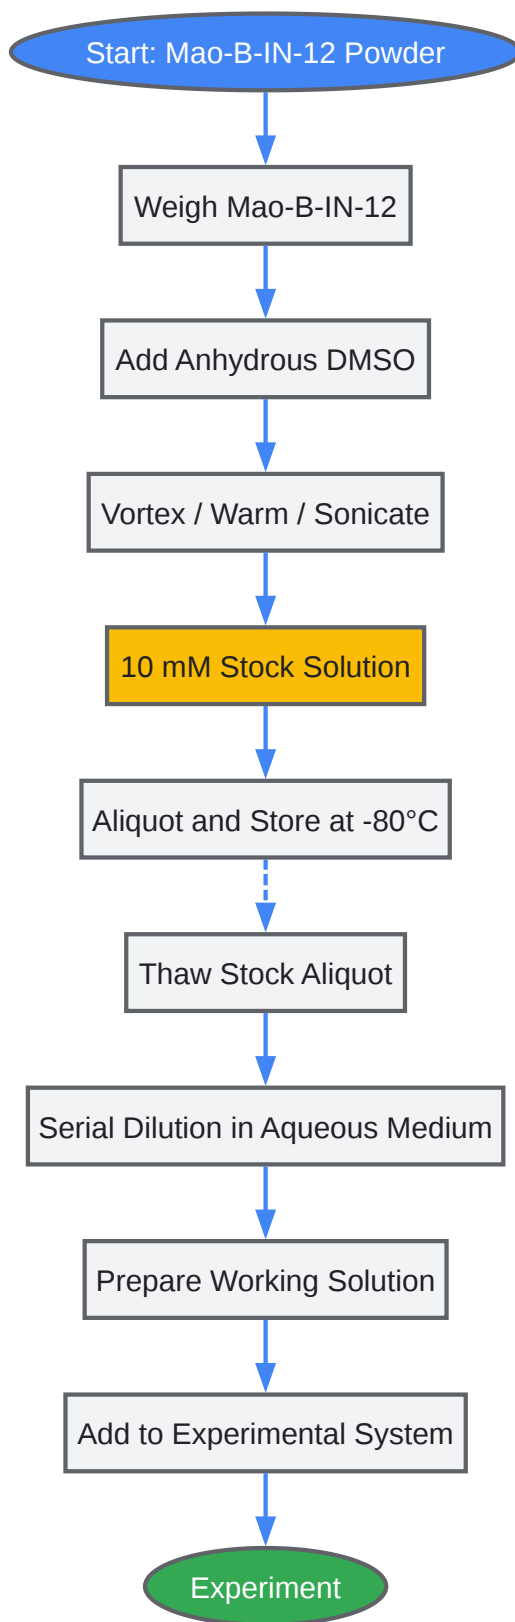 Start: Mao-B-IN-12 Powder
Weigh Mao-B-IN-12
Add Anhydrous DMSO
Vortex / Warm / Sonicate
10 mM Stock Solution
Aliquot and Store at -80°C
Thaw Stock Aliquot
Serial Dilution in Aqueous Medium
Prepare Working Solution
Add to Experimental System
Experiment